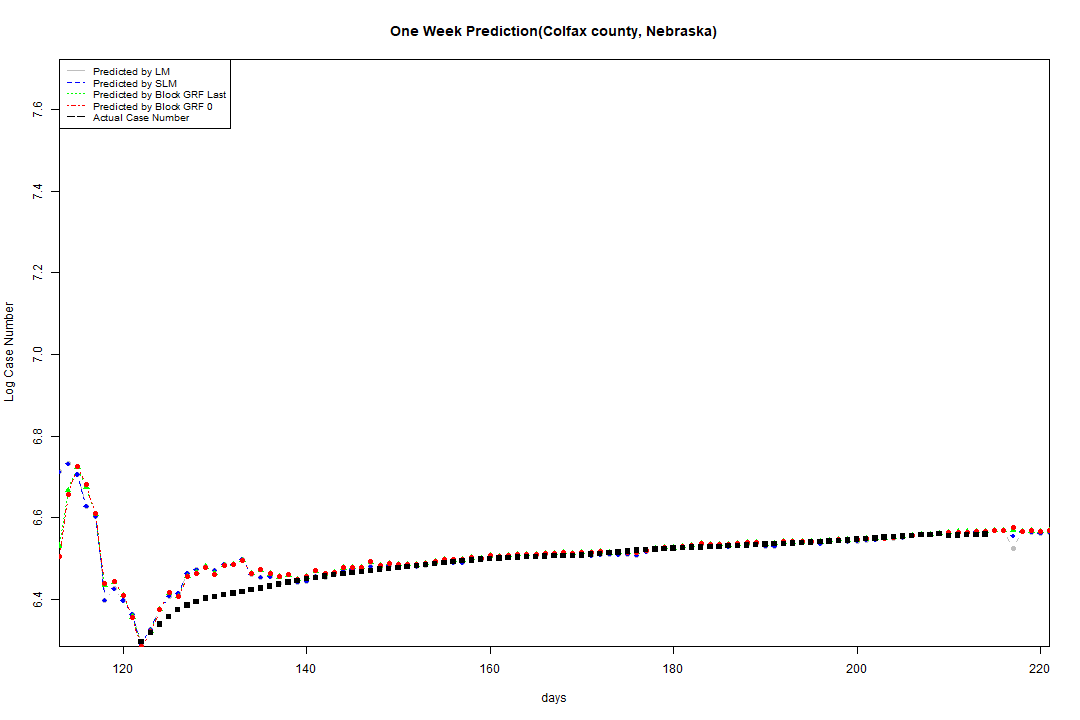 One Week Prediction(Colfax county, Nebraska)
Predicted by LM
Predicted by SLM
Predicted by Block GRF Last
Predicted by Block GRF 0
Actual Case Number
Log Case Number
7.6
7.4
7.2
7.0
6.8
6.6
6.4
120 140 160 180 200 220
days